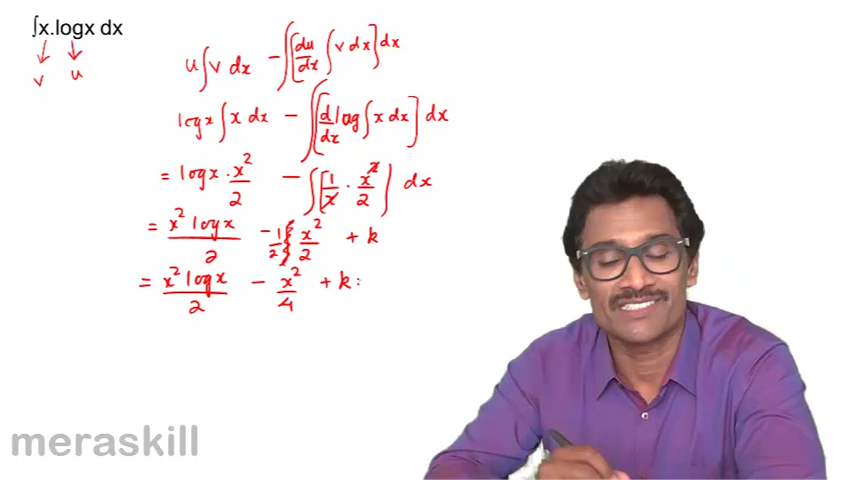 ∫x.logx dx
v u
u∫v dx - ∫[du/dx ∫v dx] dx
logx ∫x dx - ∫[d/dx log ∫x dx] dx
= logx · x²/2 - ∫[1/x · x²/2] dx
= x² logx/2 - 1/2 x²/2 + k
= x² logx/2 - x²/4 + k:
meraskill